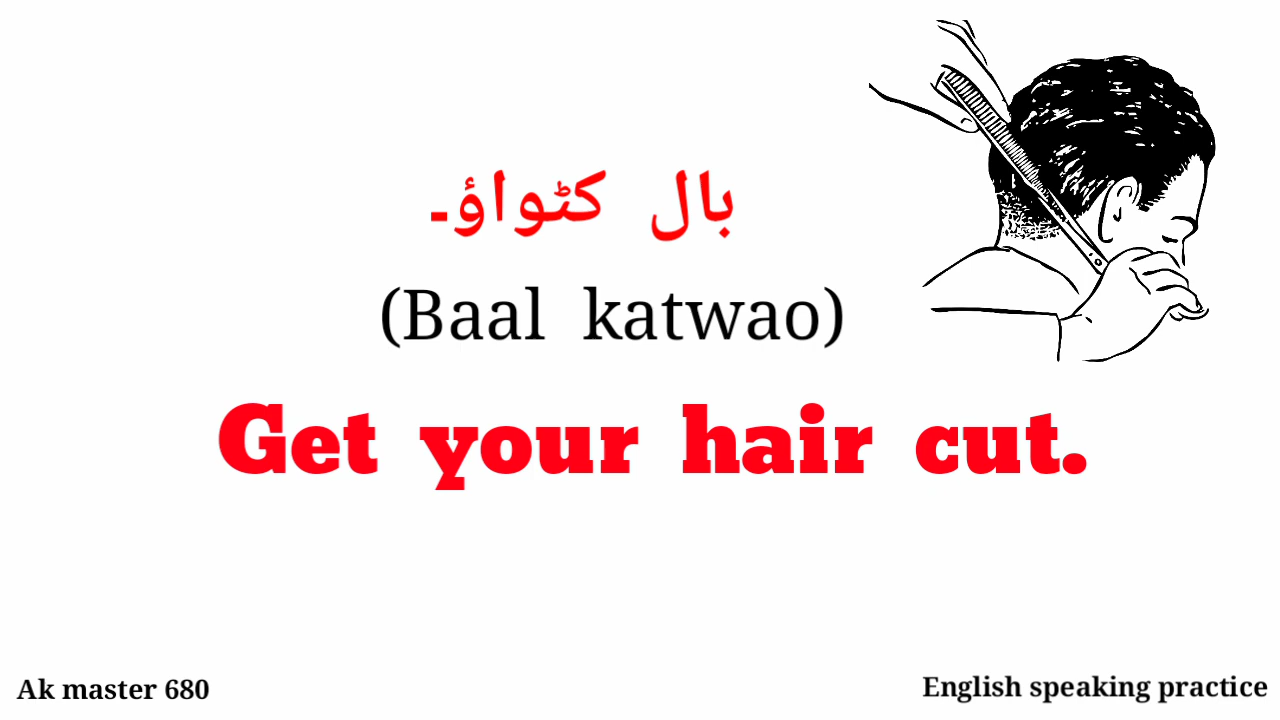 بال کٹواؤ۔
(Baal katwao)
Get your hair cut.
Ak master 680
English speaking practice